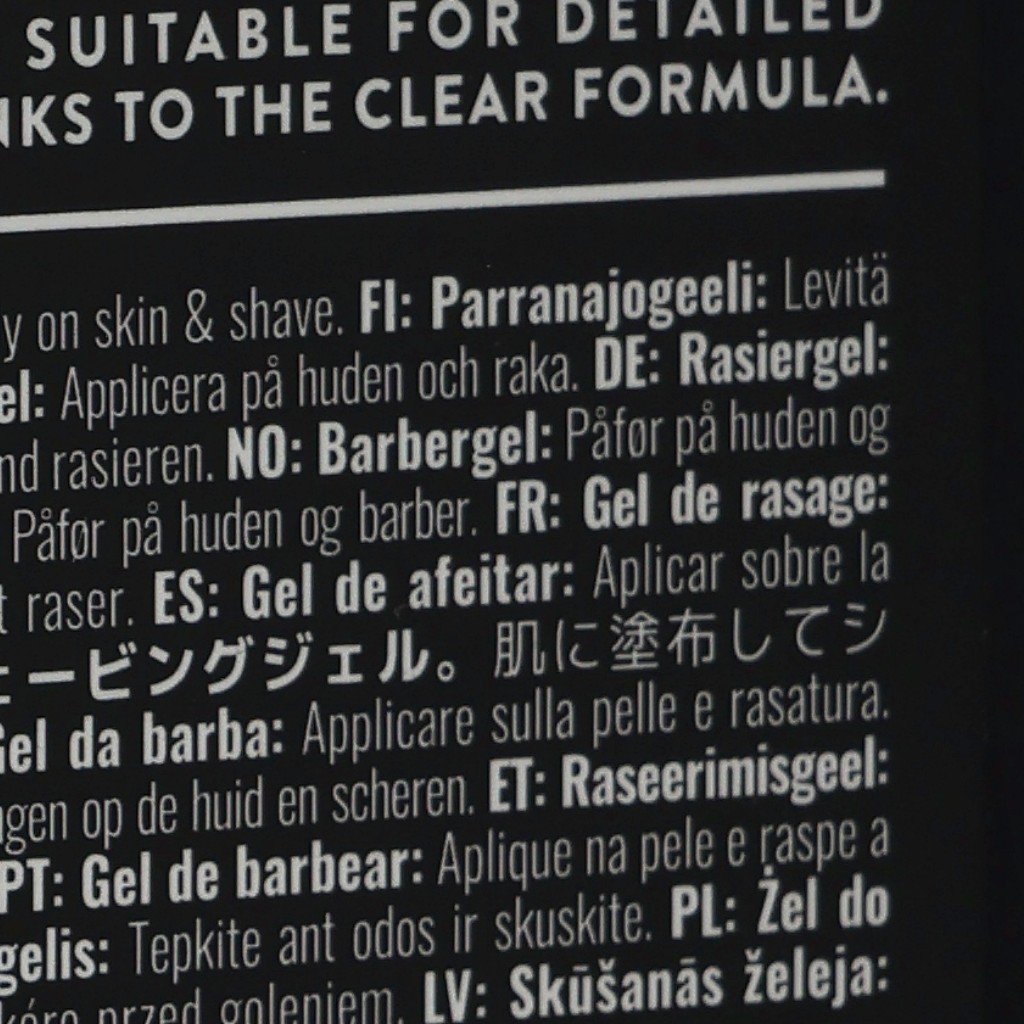 SUITABLE FOR DETAILED
TO THE CLEAR FORMULA.
on skin & shave. FI: Parranajogeeli: Levitä
Applicera på huden och raka. DE: Rasiergel:
rasieren. NO: Barbergel: Påfør på huden og
Påfør på huden og barber. FR: Gel de rasage:
raser. ES: Gel de afeitar: Aplicar sobre la
ービングジェル。肌に塗布してシ
Gel da barba: Applicare sulla pelle e rasatura.
op de huid en scheren. ET: Raseerimisgeel:
PT: Gel de barbear: Aplique na pele e raspe a
gelis: Tepkite ant odos ir skuskite. PL: Żel do
przed goleniem. LV: Skūšanās želeja: